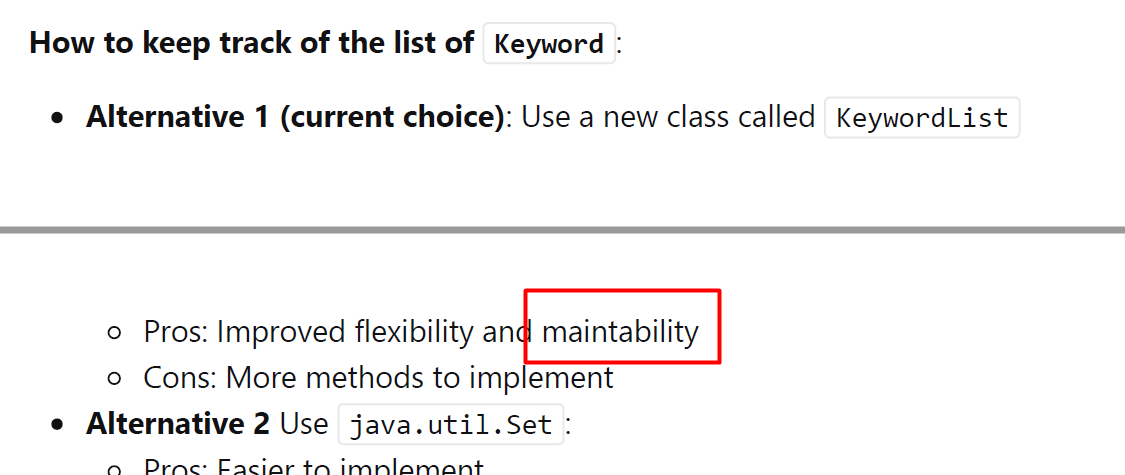 How to keep track of the list of Keyword:
Alternative 1 (current choice): Use a new class called KeywordList
Pros: Improved flexibility and maintability
Cons: More methods to implement
Alternative 2 Use java.util.Set:
Pros: Easier to implement